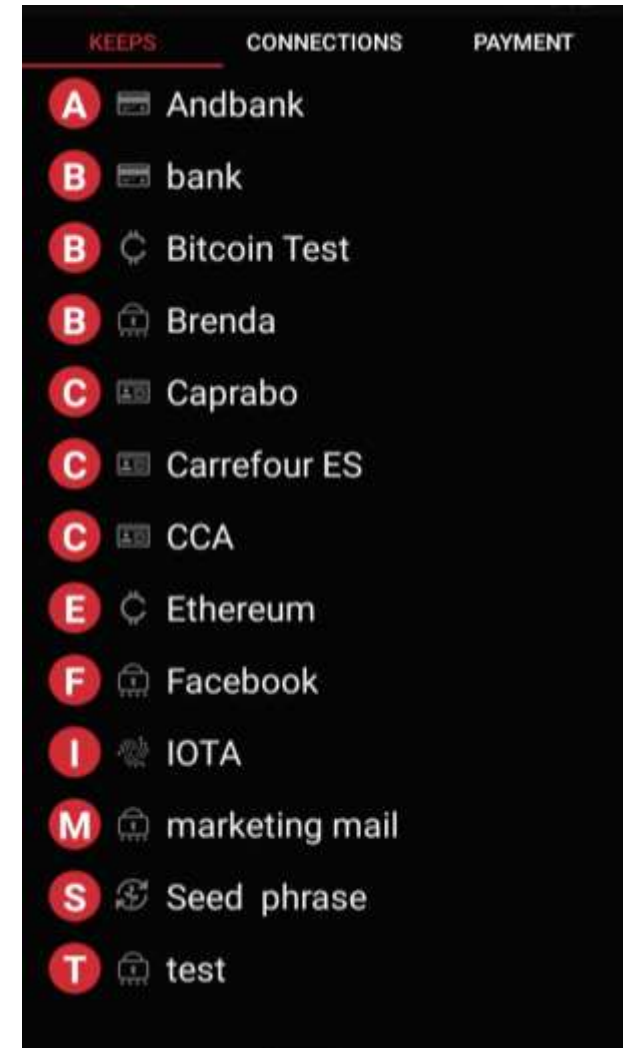 KEEPS CONNECTIONS PAYMENT
A Andbank
B bank
B Bitcoin Test
B Brenda
C Caprabo
C Carrefour ES
C CCA
E Ethereum
F Facebook
I IOTA
M marketing mail
S Seed phrase
T test